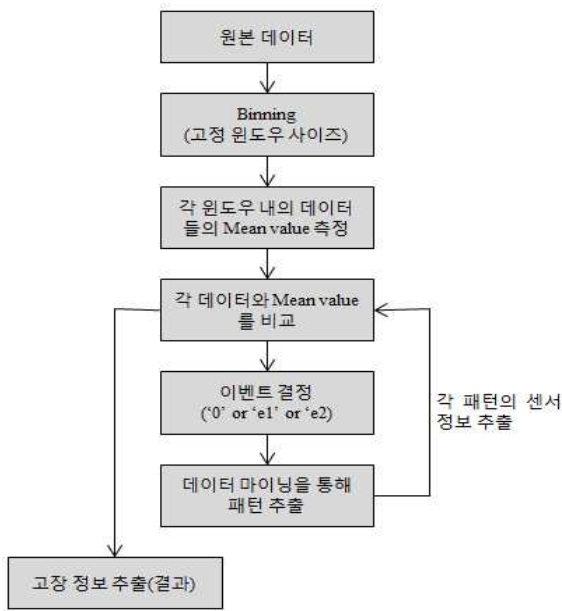 원본 데이터
Binning
(고정 윈도우 사이즈)
각 윈도우 내의 데이터
들의 Mean value 측정
각 데이터와 Mean value
를 비교
이벤트 결정
(‘0’ or ‘e1’ or ‘e2)
각 패턴의 센서
정보 추출
데이터 마이닝을 통해
패턴 추출
고장 정보 추출(결과)